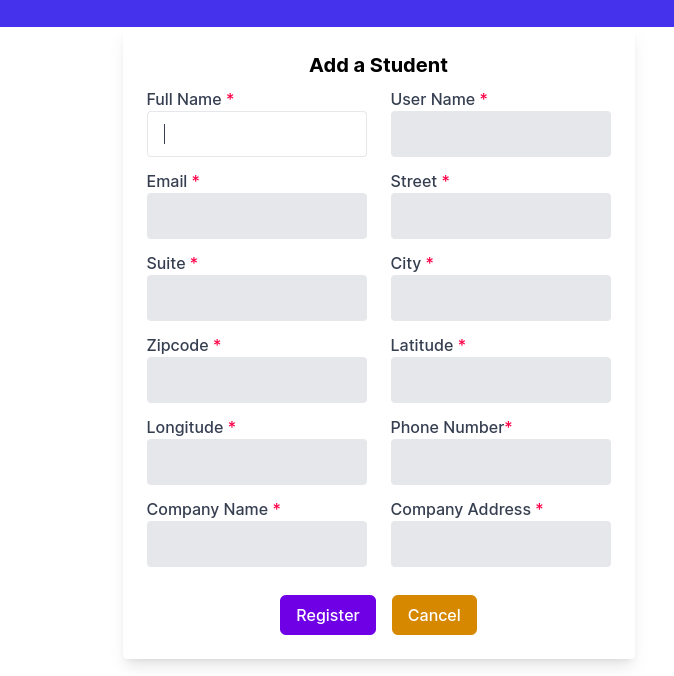 Add a Student
Full Name *
User Name *
Email *
Street *
Suite *
City *
Zipcode *
Latitude *
Longitude *
Phone Number*
Company Name *
Company Address *
Register
Cancel